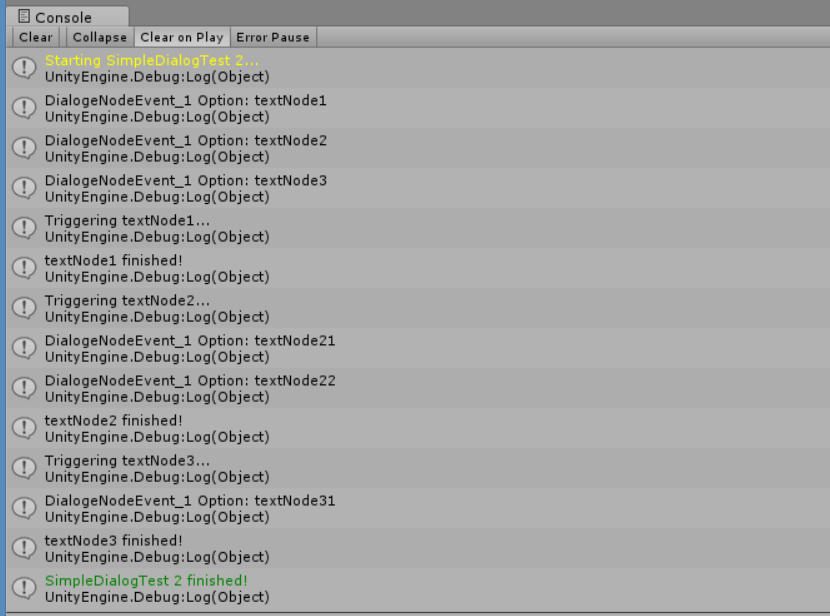 Console
Clear Collapse Clear on Play Error Pause
Starting SimpleDialogTest 2...
UnityEngine.Debug:Log(Object)
DialogeNodeEvent_1 Option: textNode1
UnityEngine.Debug:Log(Object)
DialogeNodeEvent_1 Option: textNode2
UnityEngine.Debug:Log(Object)
DialogeNodeEvent_1 Option: textNode3
UnityEngine.Debug:Log(Object)
Triggering textNode1...
UnityEngine.Debug:Log(Object)
textNode1 finished!
UnityEngine.Debug:Log(Object)
Triggering textNode2...
UnityEngine.Debug:Log(Object)
DialogeNodeEvent_1 Option: textNode21
UnityEngine.Debug:Log(Object)
DialogeNodeEvent_1 Option: textNode22
UnityEngine.Debug:Log(Object)
textNode2 finished!
UnityEngine.Debug:Log(Object)
Triggering textNode3...
UnityEngine.Debug:Log(Object)
DialogeNodeEvent_1 Option: textNode31
UnityEngine.Debug:Log(Object)
textNode3 finished!
UnityEngine.Debug:Log(Object)
SimpleDialogTest 2 finished!
UnityEngine.Debug:Log(Object)